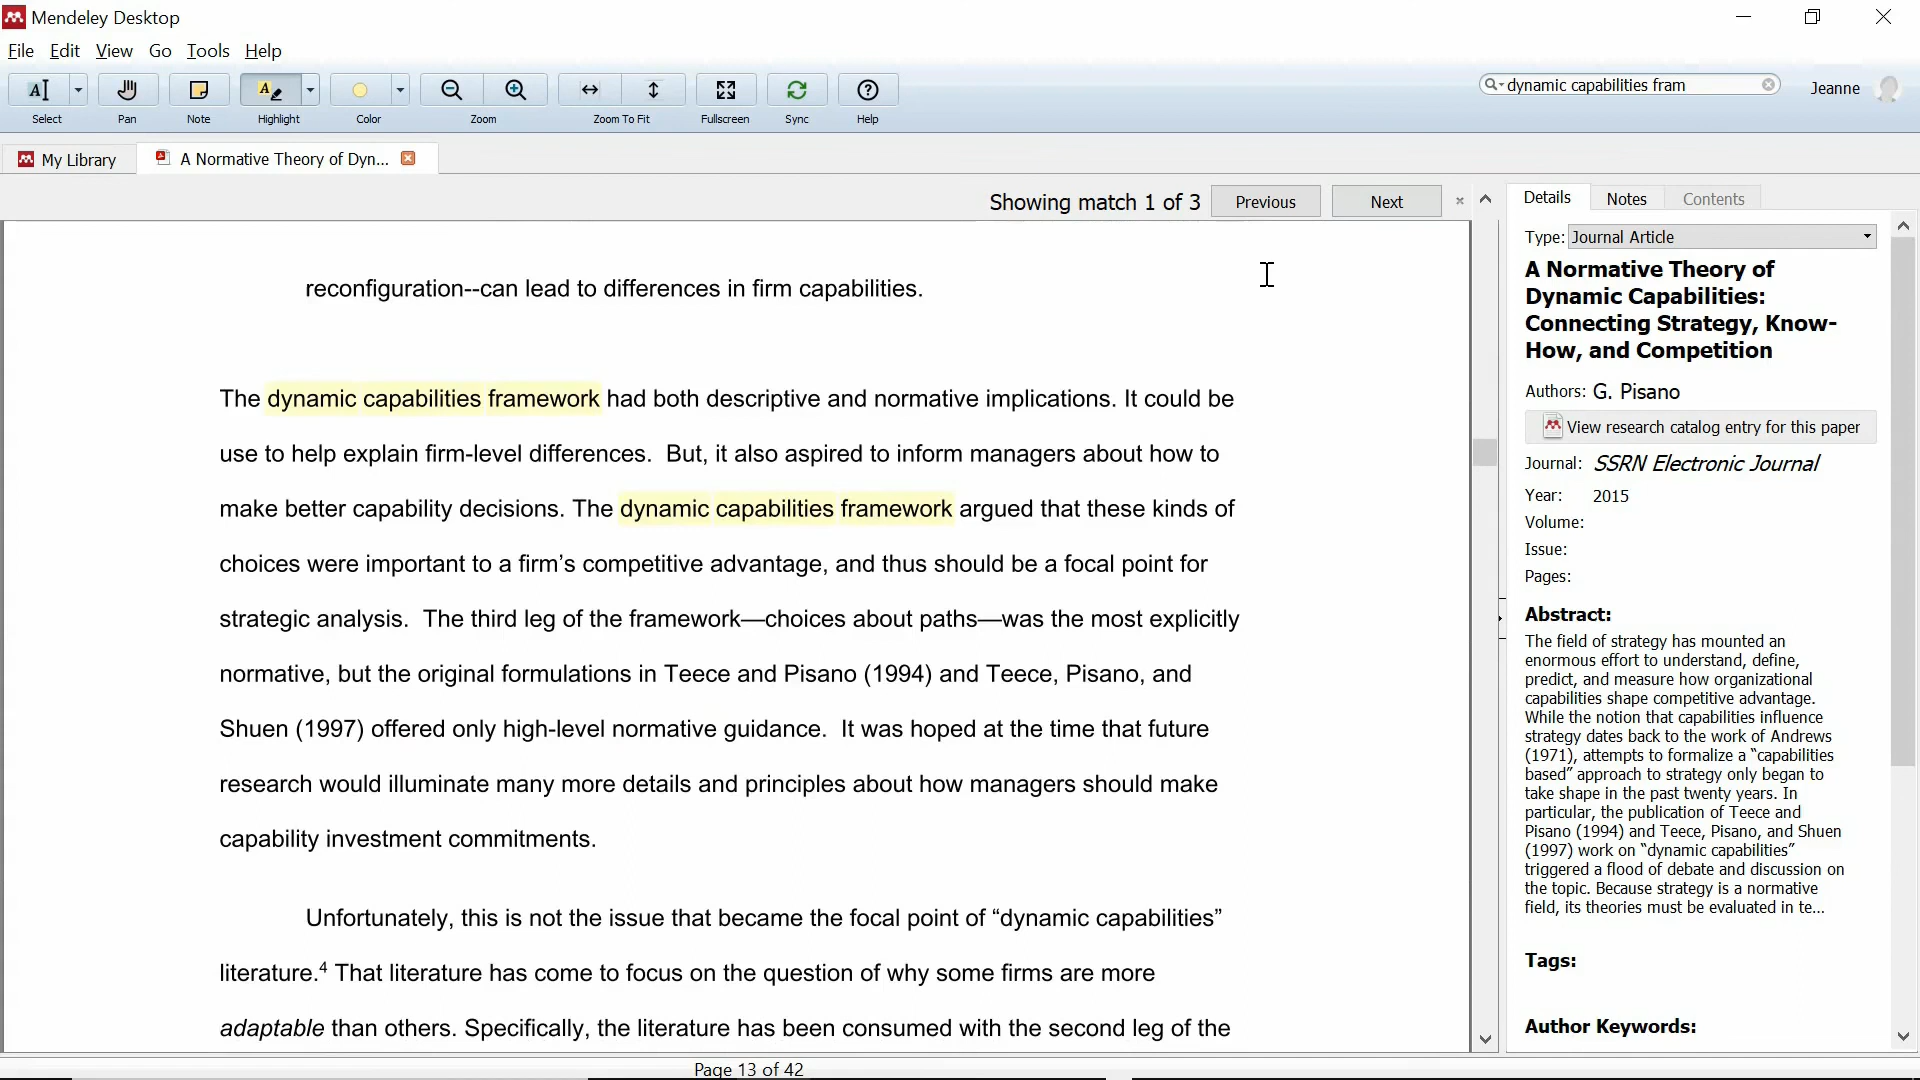 Mendeley Desktop
File Edit View Go Tools Help
dynamic capabilities fram
Jeanne
Select Pan Note Highlight Color Zoom Zoom To Fit Fullscreen Sync Help
My Library
A Normative Theory of Dyn...
Showing match 1 of 3 Previous Next
reconfiguration--can lead to differences in firm capabilities.
The dynamic capabilities framework had both descriptive and normative implications. It could be
use to help explain firm-level differences.  But, it also aspired to inform managers about how to
make better capability decisions. The dynamic capabilities framework argued that these kinds of
choices were important to a firm's competitive advantage, and thus should be a focal point for
strategic analysis.  The third leg of the framework—choices about paths—was the most explicitly
normative, but the original formulations in Teece and Pisano (1994) and Teece, Pisano, and
Shuen (1997) offered only high-level normative guidance.  It was hoped at the time that future
research would illuminate many more details and principles about how managers should make
capability investment commitments.
Unfortunately, this is not the issue that became the focal point of “dynamic capabilities”
literature.4 That literature has come to focus on the question of why some firms are more
adaptable than others. Specifically, the literature has been consumed with the second leg of the
Page 13 of 42
Details Notes Contents
Type: Journal Article
A Normative Theory of
Dynamic Capabilities:
Connecting Strategy, Know-
How, and Competition
Authors: G. Pisano
View research catalog entry for this paper
Journal: SSRN Electronic Journal
Year: 2015
Volume:
Issue:
Pages:
Abstract:
The field of strategy has mounted an
enormous effort to understand, define,
predict, and measure how organizational
capabilities shape competitive advantage.
While the notion that capabilities influence
strategy dates back to the work of Andrews
(1971), attempts to formalize a “capabilities
based” approach to strategy only began to
take shape in the past twenty years. In
particular, the publication of Teece and
Pisano (1994) and Teece, Pisano, and Shuen
(1997) work on “dynamic capabilities”
triggered a flood of debate and discussion on
the topic. Because strategy is a normative
field, its theories must be evaluated in te...
Tags:
Author Keywords: